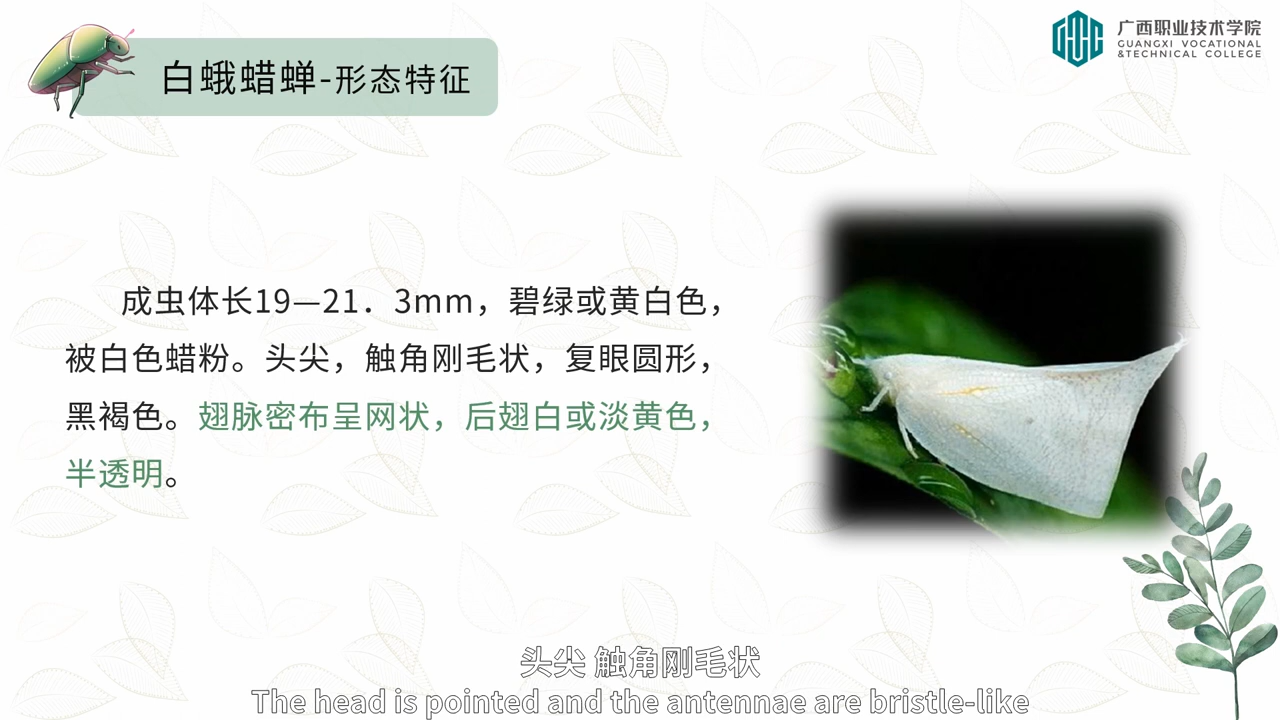 白蛾蜡蝉-形态特征
广西职业技术学院
GUANGXI VOCATIONAL
&TECHNICAL COLLEGE
成虫体长19—21．3mm，碧绿或黄白色，
被白色蜡粉。头尖，触角刚毛状，复眼圆形，
黑褐色。翅脉密布呈网状，后翅白或淡黄色，
半透明。
头尖 触角刚毛状
The head is pointed and the antennae are bristle-like